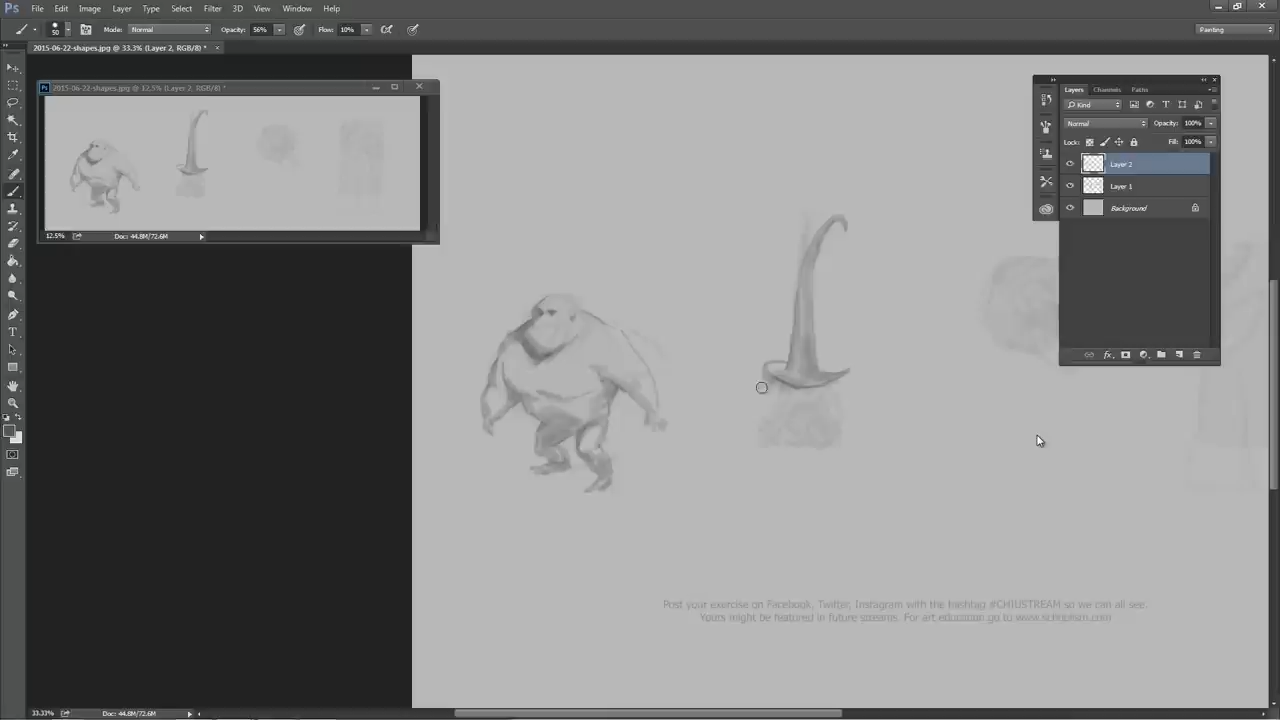 Ps File Edit Image Layer Type Select Filter 3D View Window Help
50 Mode: Normal Opacity: 56% Flow: 10% Painting
2015-06-22-shapes.jpg @ 33.3% (Layer 2, RGB/8) * ×
Ps 2015-06-22-shapes.jpg @ 12.5% (Layer 2, RGB/8) *
12.5% Doc: 44.8M/72.6M
Layers Channels Paths
Kind
Normal Opacity: 100%
Lock: Fill: 100%
Layer 2
Layer 1
Background
Post your exercise on Facebook, Twitter, Instagram with the hashtag #CHIUSTREAM so we can all see.
Yours might be featured in future streams. For art education go to www.schoolism.com
33.33% Doc: 44.8M/72.6M